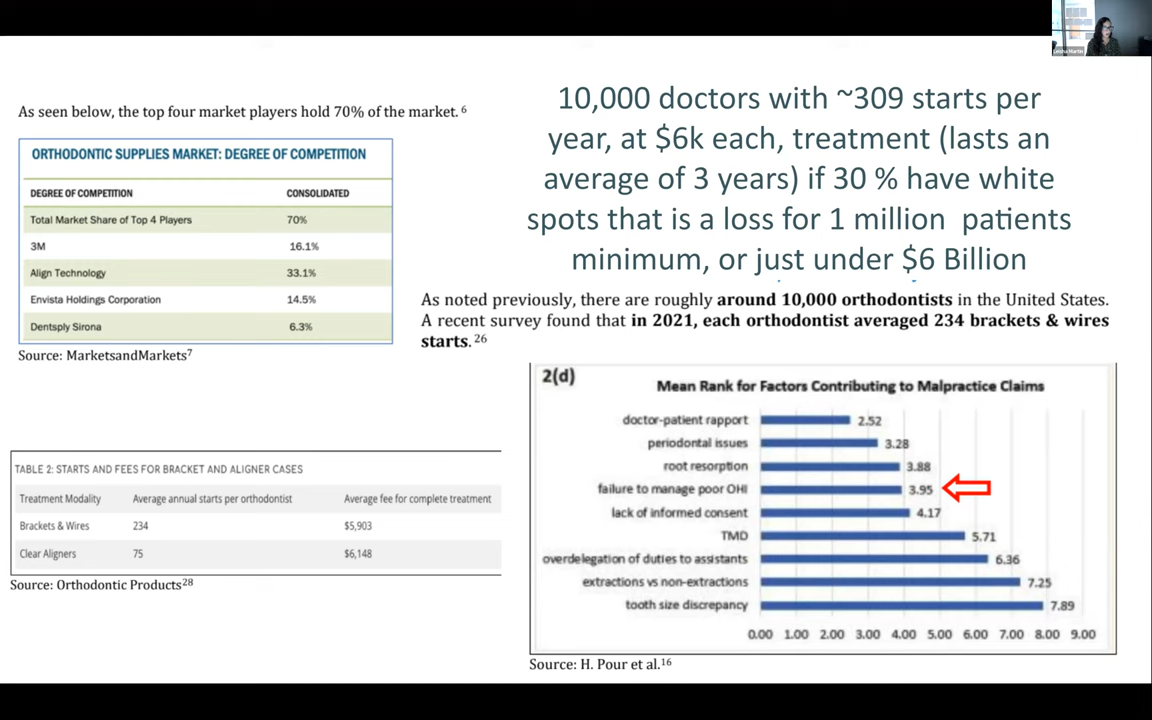 As seen below, the top four market players hold 70% of the market. 6
ORTHODONTIC SUPPLIES MARKET: DEGREE OF COMPETITION
DEGREE OF COMPETITION CONSOLIDATED
Total Market Share of Top 4 Players 70%
3M 16.1%
Align Technology 33.1%
Envista Holdings Corporation 14.5%
Dentsply Sirona 6.3%
Source: MarketsandMarkets7
10,000 doctors with ~309 starts per
year, at $6k each, treatment (lasts an
average of 3 years) if 30 % have white
spots that is a loss for 1 million patients
minimum, or just under $6 Billion
As noted previously, there are roughly around 10,000 orthodontists in the United States.
A recent survey found that in 2021, each orthodontist averaged 234 brackets & wires
starts. 26
TABLE 2: STARTS AND FEES FOR BRACKET AND ALIGNER CASES
Treatment Modality Average annual starts per orthodontist Average fee for complete treatment
Brackets & Wires 234 $5,903
Clear Aligners 75 $6,148
Source: Orthodontic Products28
2(d)
Mean Rank for Factors Contributing to Malpractice Claims
doctor-patient rapport 2.52
periodontal issues 3.28
root resorption 3.88
failure to manage poor OHI 3.95
lack of informed consent 4.17
TMD 5.71
overdelegation of duties to assistants 6.36
extractions vs non-extractions 7.25
tooth size discrepancy 7.89
0.00 1.00 2.00 3.00 4.00 5.00 6.00 7.00 8.00 9.00
Source: H. Pour et al.16